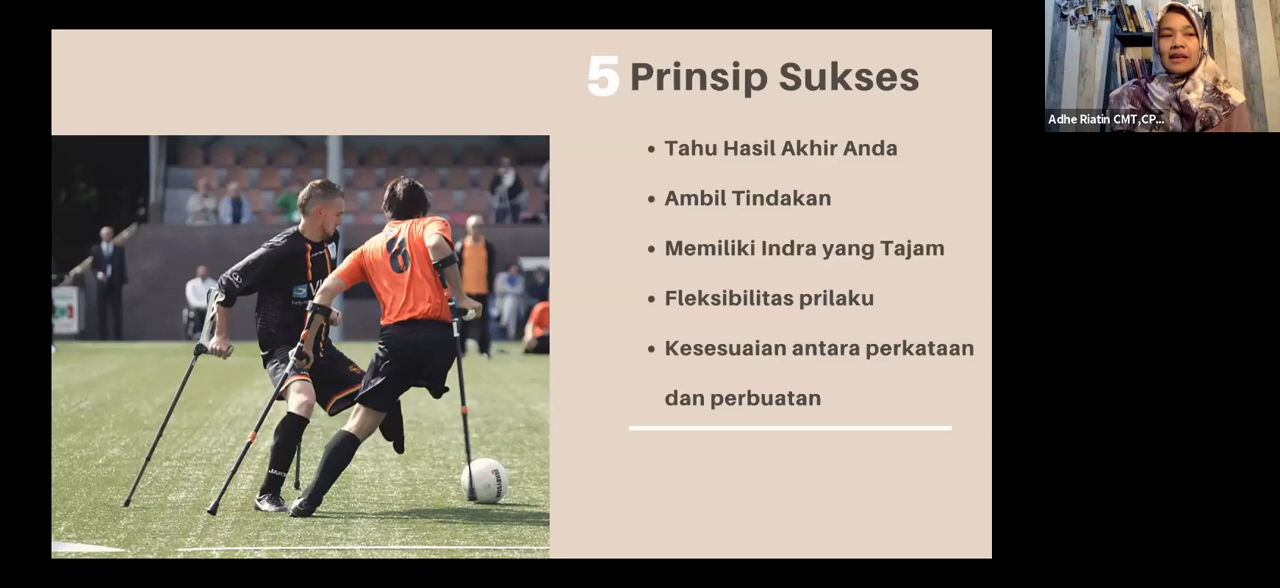 5 Prinsip Sukses
• Tahu Hasil Akhir Anda
• Ambil Tindakan
• Memiliki Indra yang Tajam
• Fleksibilitas prilaku
• Kesesuaian antara perkataan
dan perbuatan
Adhe Riatin CMT,CP...
6